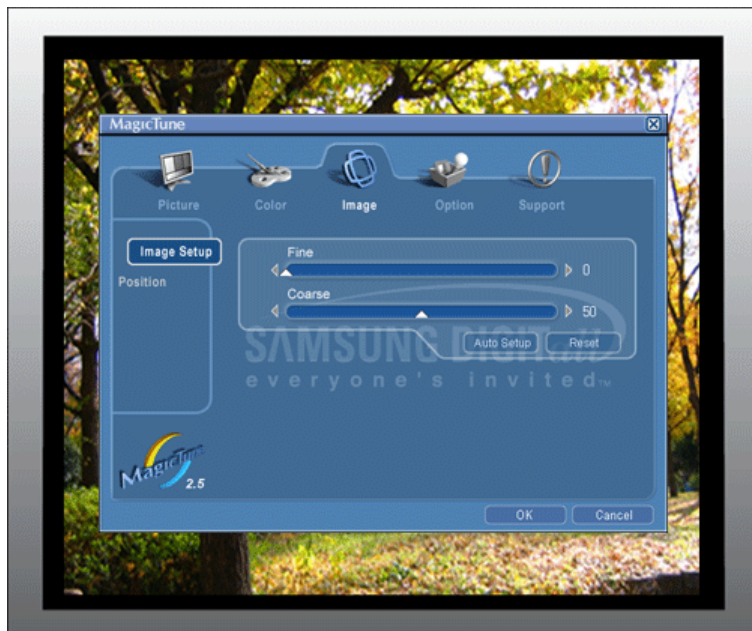 MagicTune
Picture
Color
Image
Option
Support
Image Setup
Position
Fine
0
Coarse
50
SAMSUNG DIGITall
everyone's invited™
Auto Setup
Reset
MagicTune
2.5
OK
Cancel